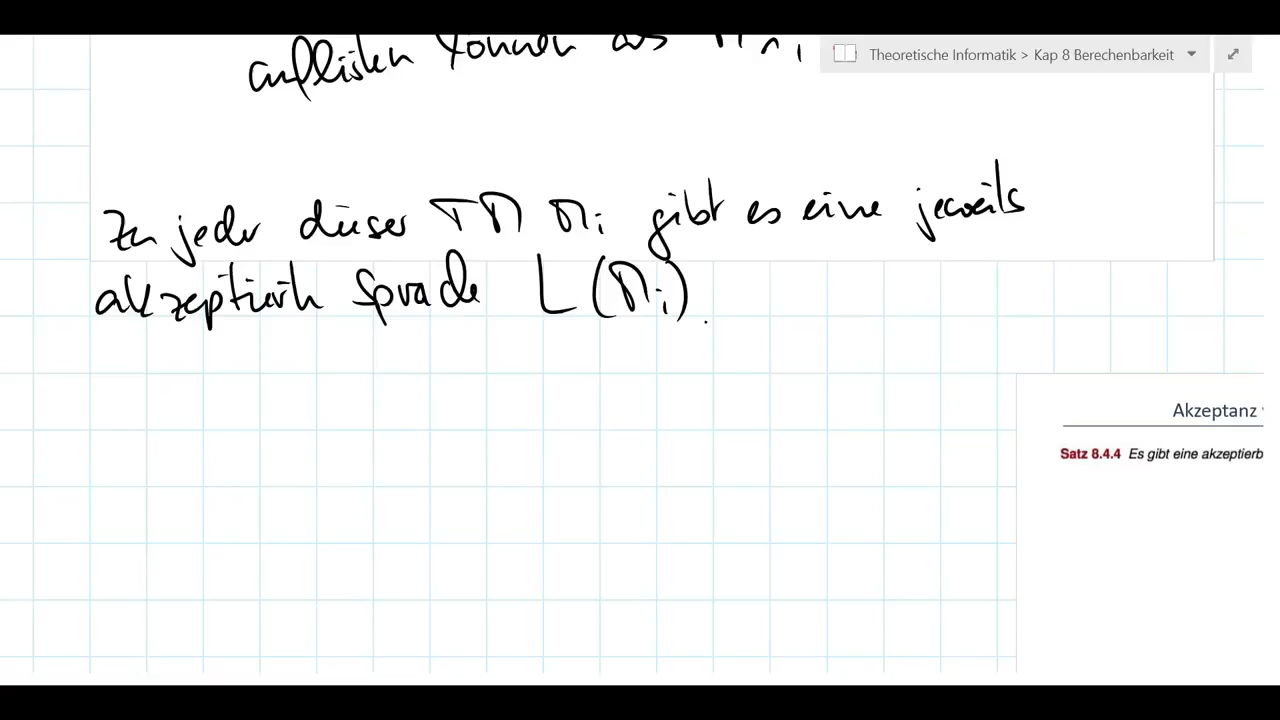 auflisten können als M
Theoretische Informatik > Kap 8 Berechenbarkeit
Zu jeder dieser TM Mi gibt es eine jeweils
akzeptierte Sprache L(Mi).
Akzeptanz
Satz 8.4.4 Es gibt eine akzeptierb